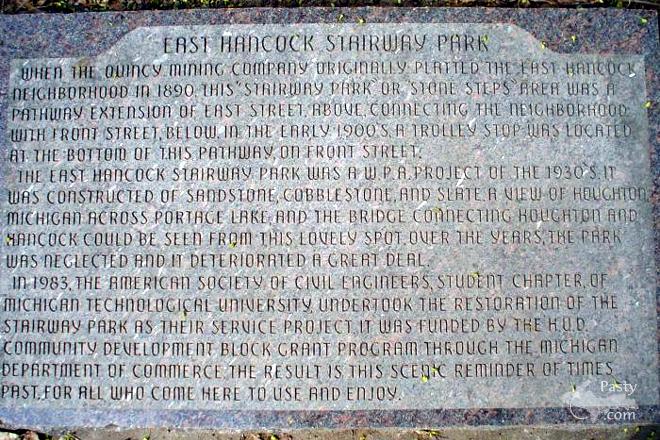 EAST HANCOCK STAIRWAY PARK
WHEN THE QUINCY MINING COMPANY ORIGINALLY PLATTED THE EAST HANCOCK
NEIGHBORHOOD IN 1890, THIS "STAIRWAY PARK" OR "STONE STEPS" AREA WAS A
PATHWAY EXTENSION OF EAST STREET, ABOVE, CONNECTING THE NEIGHBORHOOD
WITH FRONT STREET, BELOW. IN THE EARLY 1900'S, A TROLLEY STOP WAS LOCATED
AT THE BOTTOM OF THIS PATHWAY ON FRONT STREET.
THE EAST HANCOCK STAIRWAY PARK WAS A W.P.A. PROJECT OF THE 1930'S. IT
WAS CONSTRUCTED OF SANDSTONE, COBBLESTONE, AND SLATE. A VIEW OF HOUGHTON,
MICHIGAN ACROSS PORTAGE LAKE, AND THE BRIDGE CONNECTING HOUGHTON AND
HANCOCK COULD BE SEEN FROM THIS LOVELY SPOT. OVER THE YEARS, THE PARK
WAS NEGLECTED AND IT DETERIORATED A GREAT DEAL.
IN 1983, THE AMERICAN SOCIETY OF CIVIL ENGINEERS, STUDENT CHAPTER, OF
MICHIGAN TECHNOLOGICAL UNIVERSITY, UNDERTOOK THE RESTORATION OF THE
STAIRWAY PARK AS THEIR SERVICE PROJECT. IT WAS FUNDED BY THE H.U.D.
COMMUNITY DEVELOPMENT BLOCK GRANT PROGRAM THROUGH THE MICHIGAN
DEPARTMENT OF COMMERCE. THE RESULT IS THIS SCENIC REMINDER OF TIMES
PAST, FOR ALL WHO COME HERE TO USE AND ENJOY.
Pasty
.com